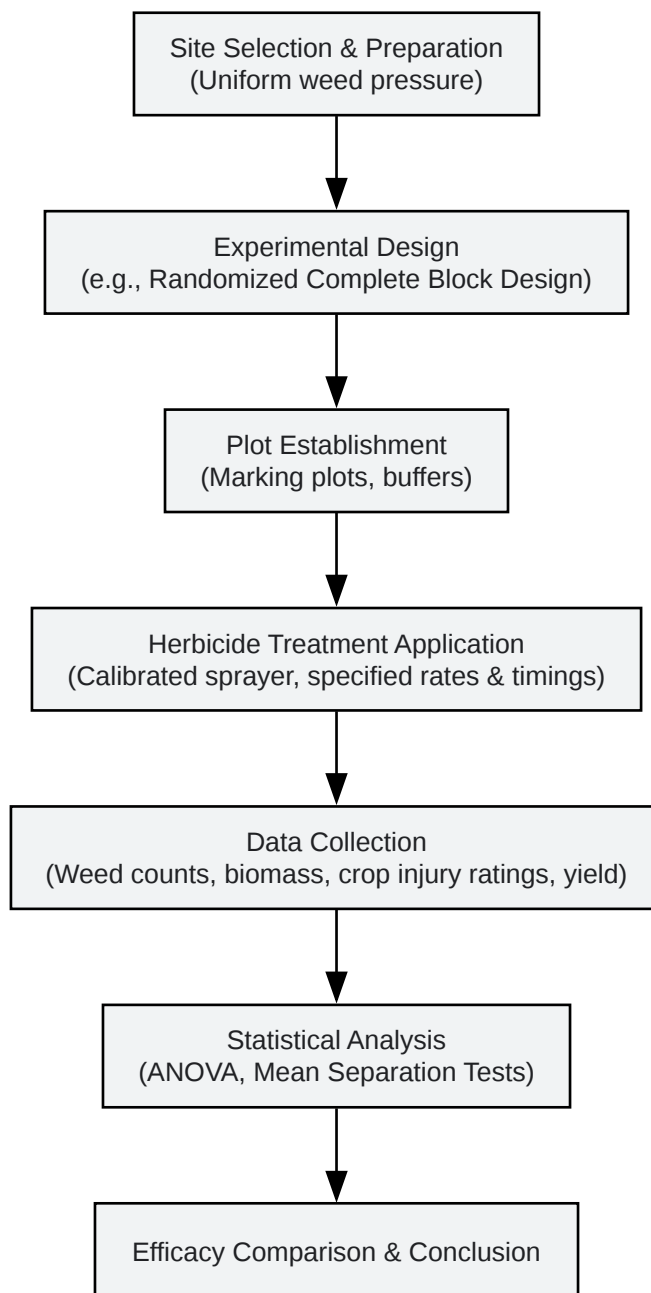 Site Selection & Preparation
(Uniform weed pressure)
Experimental Design
(e.g., Randomized Complete Block Design)
Plot Establishment
(Marking plots, buffers)
Herbicide Treatment Application
(Calibrated sprayer, specified rates & timings)
Data Collection
(Weed counts, biomass, crop injury ratings, yield)
Statistical Analysis
(ANOVA, Mean Separation Tests)
Efficacy Comparison & Conclusion